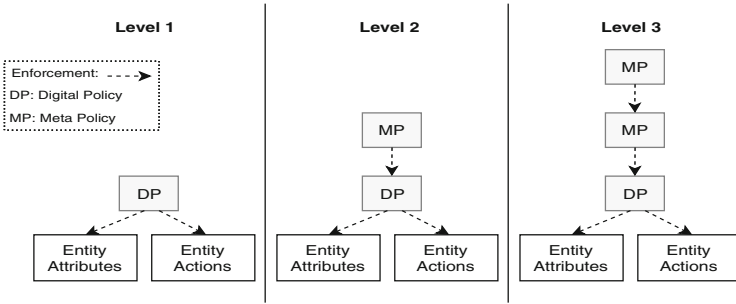 Level 1
Level 2
Level 3
Enforcement:
DP: Digital Policy
MP: Meta Policy
DP
Entity
Attributes
Entity
Actions
MP
DP
Entity
Attributes
Entity
Actions
MP
MP
DP
Entity
Attributes
Entity
Actions